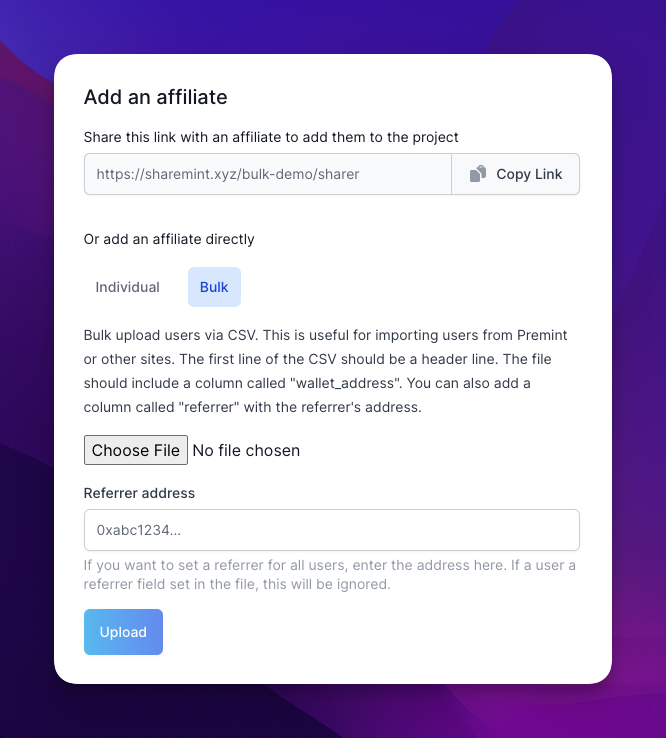 Add an affiliate
Share this link with an affiliate to add them to the project
https://sharemint.xyz/bulk-demo/sharer
Copy Link
Or add an affiliate directly
Individual
Bulk
Bulk upload users via CSV. This is useful for importing users from Premint
or other sites. The first line of the CSV should be a header line. The file
should include a column called "wallet_address". You can also add a
column called "referrer" with the referrer's address.
Choose File No file chosen
Referrer address
0xabc1234...
If you want to set a referrer for all users, enter the address here. If a user a
referrer field set in the file, this will be ignored.
Upload